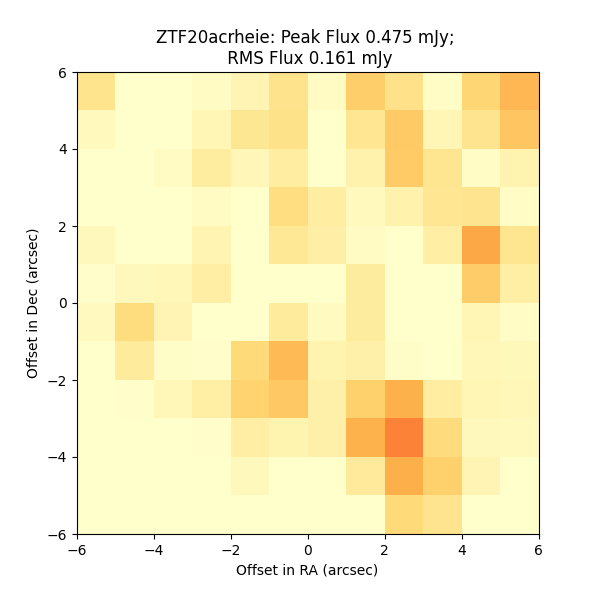 ZTF20acrheie: Peak Flux 0.475 mJy;
RMS Flux 0.161 mJy
6
4
2
0
−2
−4
−6
Offset in Dec (arcsec)
−6 −4 −2 0 2 4 6
Offset in RA (arcsec)